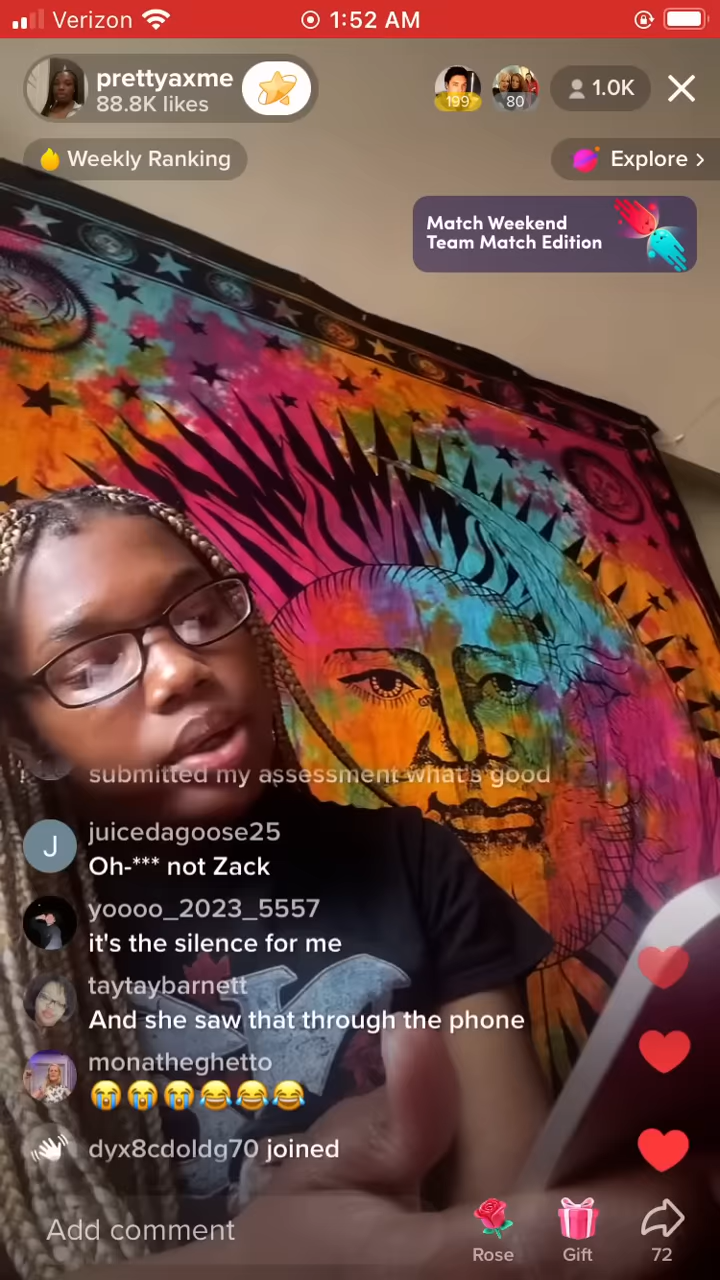 Verizon
1:52 AM
prettyaxme
88.8K likes
199
80
1.0K
Weekly Ranking
Explore >
Match Weekend
Team Match Edition
submitted my assessment what's good
J
juicedagoose25
Oh-*** not Zack
yoooo_2023_5557
it's the silence for me
taytaybarnett
And she saw that through the phone
monatheghetto
😭😭😭😂😂😂
dyx8cdoldg70 joined
Add comment
Rose
Gift
72